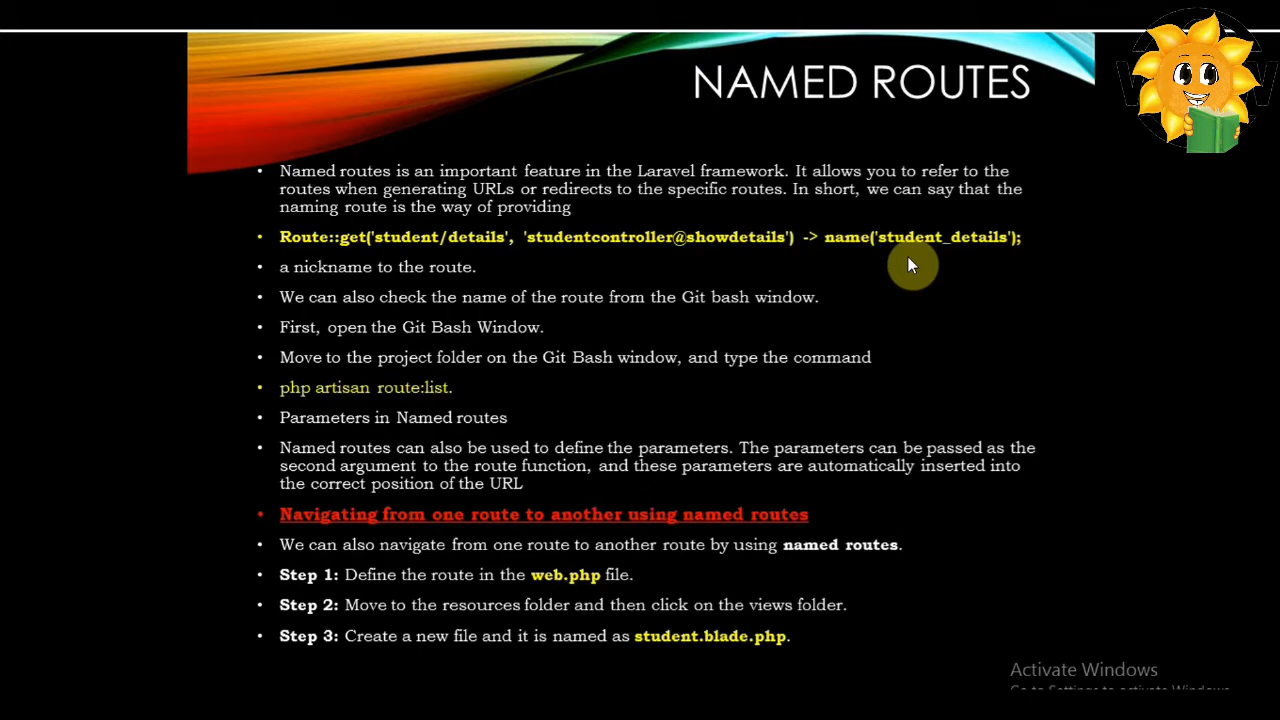 NAMED ROUTES
• Named routes is an important feature in the Laravel framework. It allows you to refer to the
routes when generating URLs or redirects to the specific routes. In short, we can say that the
naming route is the way of providing
• Route::get('student/details', 'studentcontroller@showdetails') -> name('student_details');
• a nickname to the route.
• We can also check the name of the route from the Git bash window.
• First, open the Git Bash Window.
• Move to the project folder on the Git Bash window, and type the command
• php artisan route:list.
• Parameters in Named routes
• Named routes can also be used to define the parameters. The parameters can be passed as the
second argument to the route function, and these parameters are automatically inserted into
the correct position of the URL
• Navigating from one route to another using named routes
• We can also navigate from one route to another route by using named routes.
• Step 1: Define the route in the web.php file.
• Step 2: Move to the resources folder and then click on the views folder.
• Step 3: Create a new file and it is named as student.blade.php.
Activate Windows
Go to Settings to activate Windows.